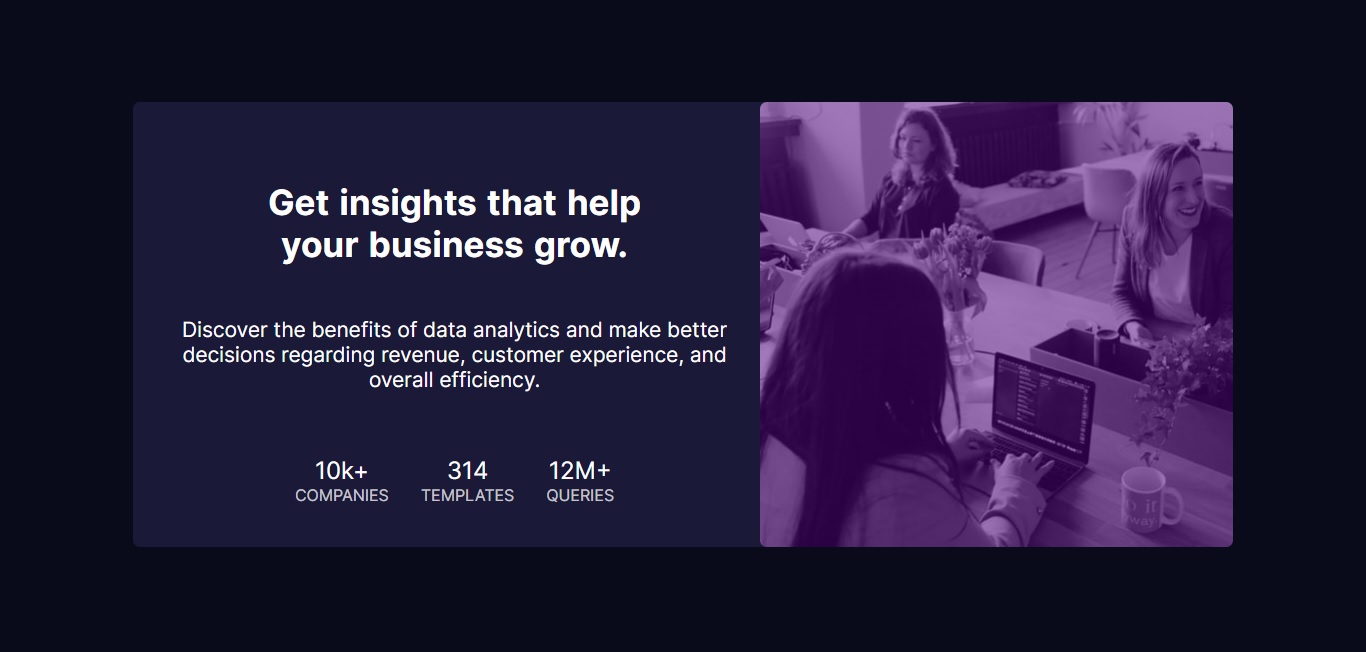 Get insights that help
your business grow.
Discover the benefits of data analytics and make better
decisions regarding revenue, customer experience, and
overall efficiency.
10k+ 314 12M+
COMPANIES TEMPLATES QUERIES